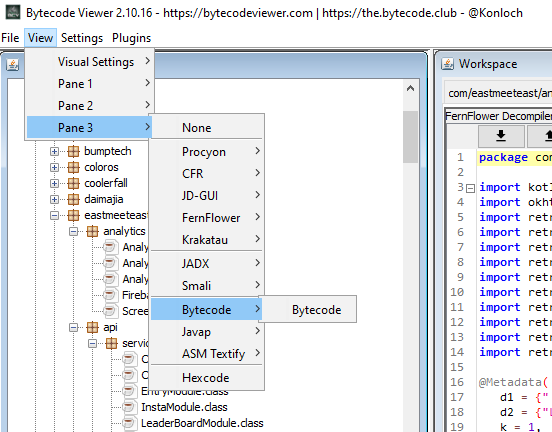 Bytecode Viewer 2.10.16 - https://bytecodeviewer.com | https://the.bytecode.club - @Konloch
File View Settings Plugins
Visual Settings
Pane 1
Pane 2
Pane 3
None
Procyon
CFR
JD-GUI
FernFlower
Krakatau
JADX
Smali
Bytecode
Bytecode
Javap
ASM Textify
Hexcode
bumptech
coloros
coolerfall
daimajia
eastmeeteast
analytics
Analy
Analy
Analy
Fireba
Scree
api
servic
C
C
EntryModule.class
InstaModule.class
LeaderBoardModule.class
Workspace
com/eastmeeteast/an
FernFlower Decompiler
1 package com
2
3 import kotl
4 import okht
5 import retr
6 import retr
7 import retr
8 import retr
9 import retr
10 import retr
11 import retr
12 import retr
13 import retr
14 import retr
15
16 @Metadata(
17 d1 = {"
18 d2 = {"L
19 k = 1,